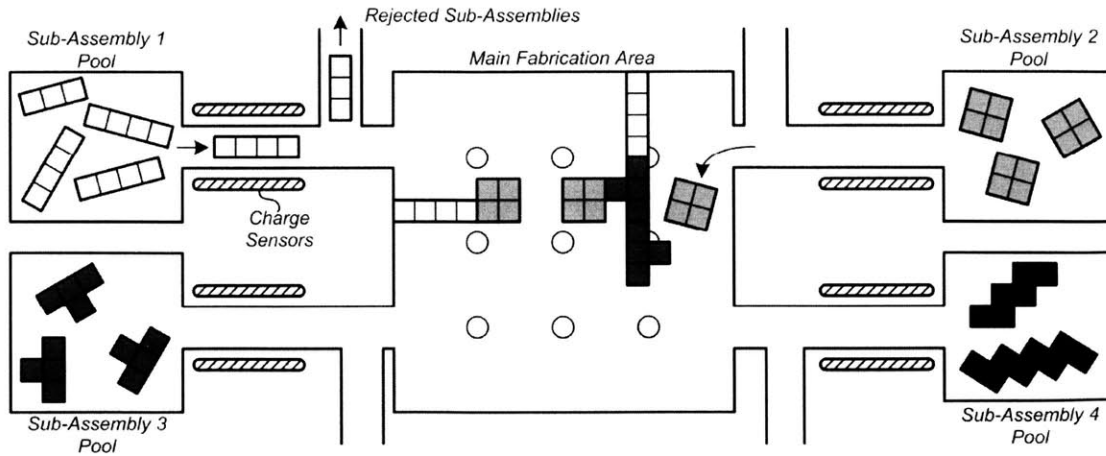 Rejected Sub-Assemblies
Sub-Assembly 1
Pool
Main Fabrication Area
Sub-Assembly 2
Pool
Charge
Sensors
Sub-Assembly 3
Pool
Sub-Assembly 4
Pool